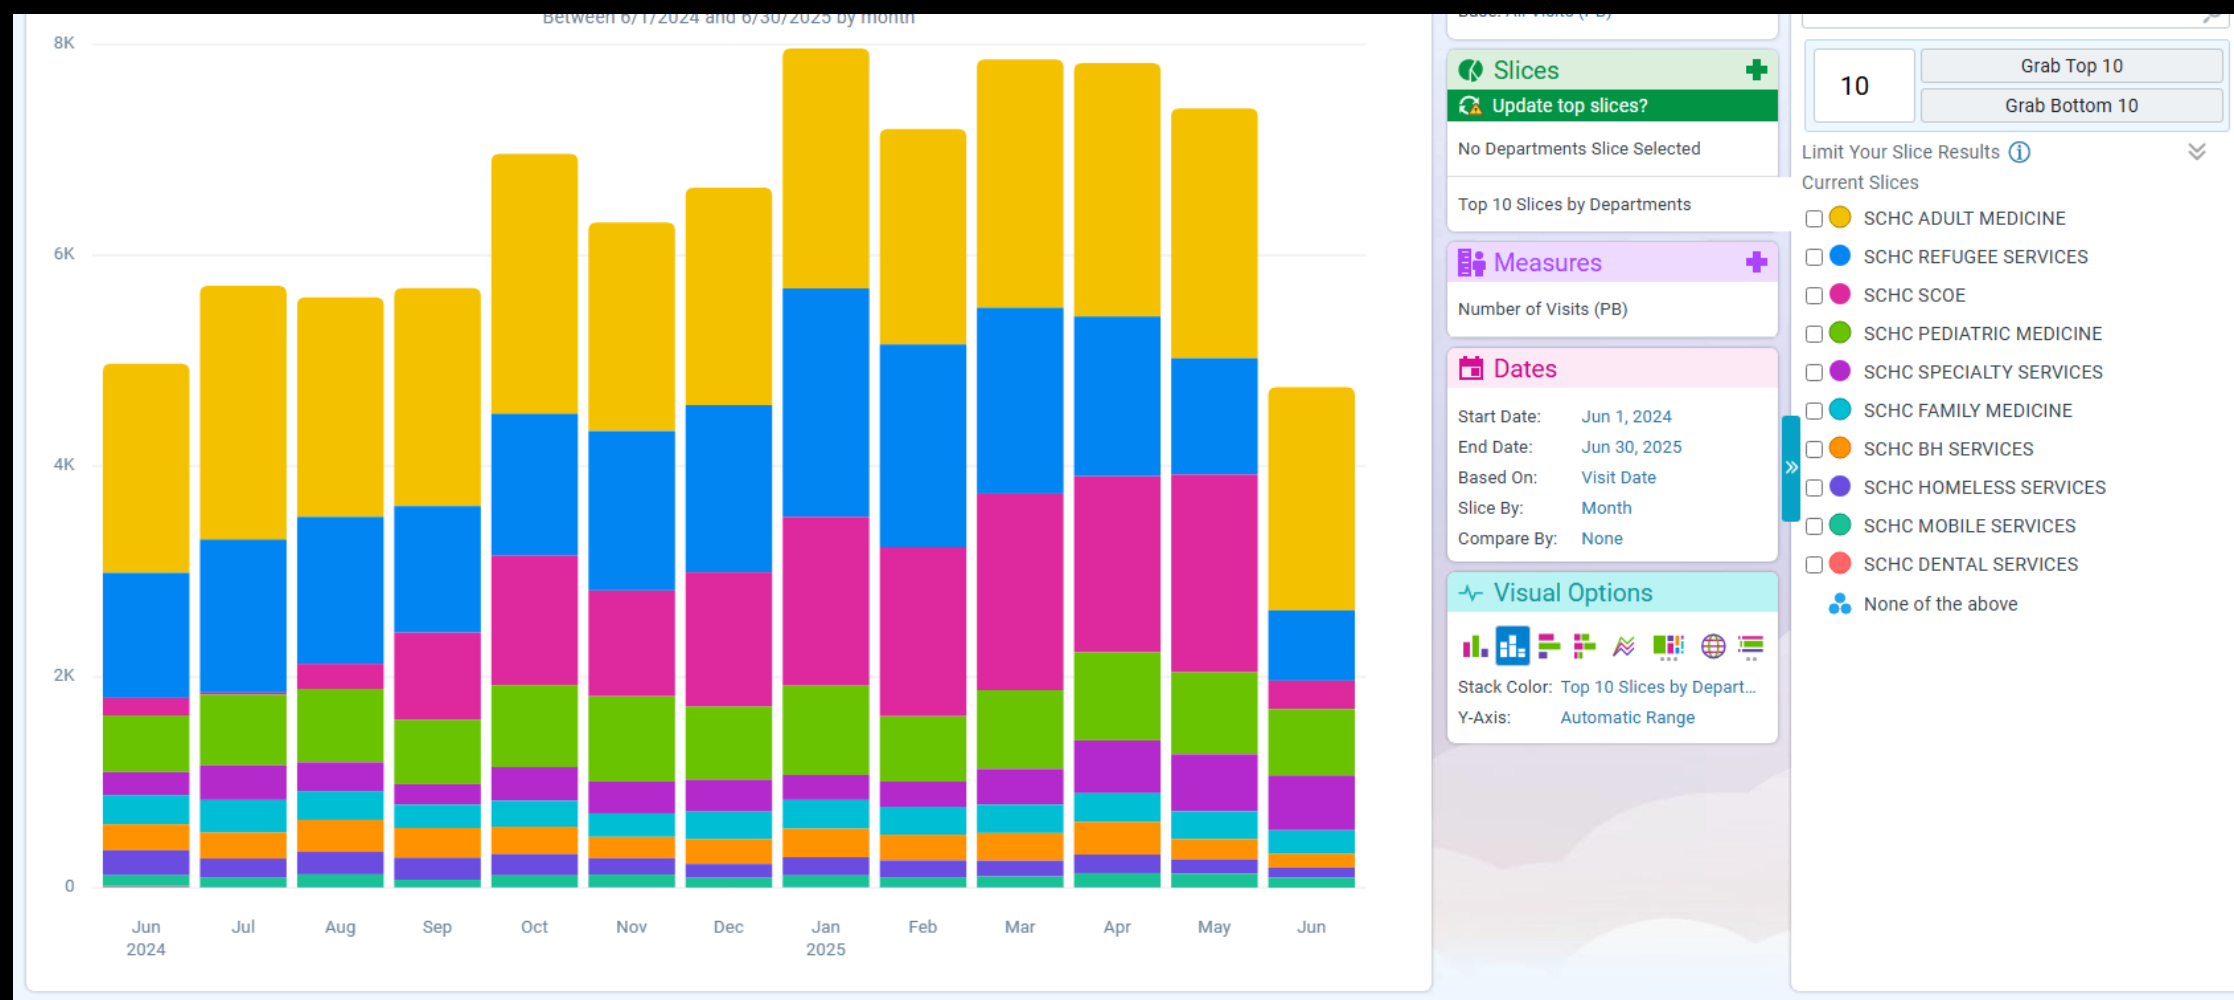 Between 6/1/2024 and 6/30/2025 by month
8K
6K
4K
2K
0
Jun
2024
Jul
Aug
Sep
Oct
Nov
Dec
Jan
2025
Feb
Mar
Apr
May
Jun
Base: All Visits (PB)
Slices
Update top slices?
No Departments Slice Selected
Top 10 Slices by Departments
Measures
Number of Visits (PB)
Dates
Start Date: Jun 1, 2024
End Date: Jun 30, 2025
Based On: Visit Date
Slice By: Month
Compare By: None
Visual Options
Stack Color: Top 10 Slices by Depart...
Y-Axis: Automatic Range
10
Grab Top 10
Grab Bottom 10
Limit Your Slice Results
Current Slices
SCHC ADULT MEDICINE
SCHC REFUGEE SERVICES
SCHC SCOE
SCHC PEDIATRIC MEDICINE
SCHC SPECIALTY SERVICES
SCHC FAMILY MEDICINE
SCHC BH SERVICES
SCHC HOMELESS SERVICES
SCHC MOBILE SERVICES
SCHC DENTAL SERVICES
None of the above